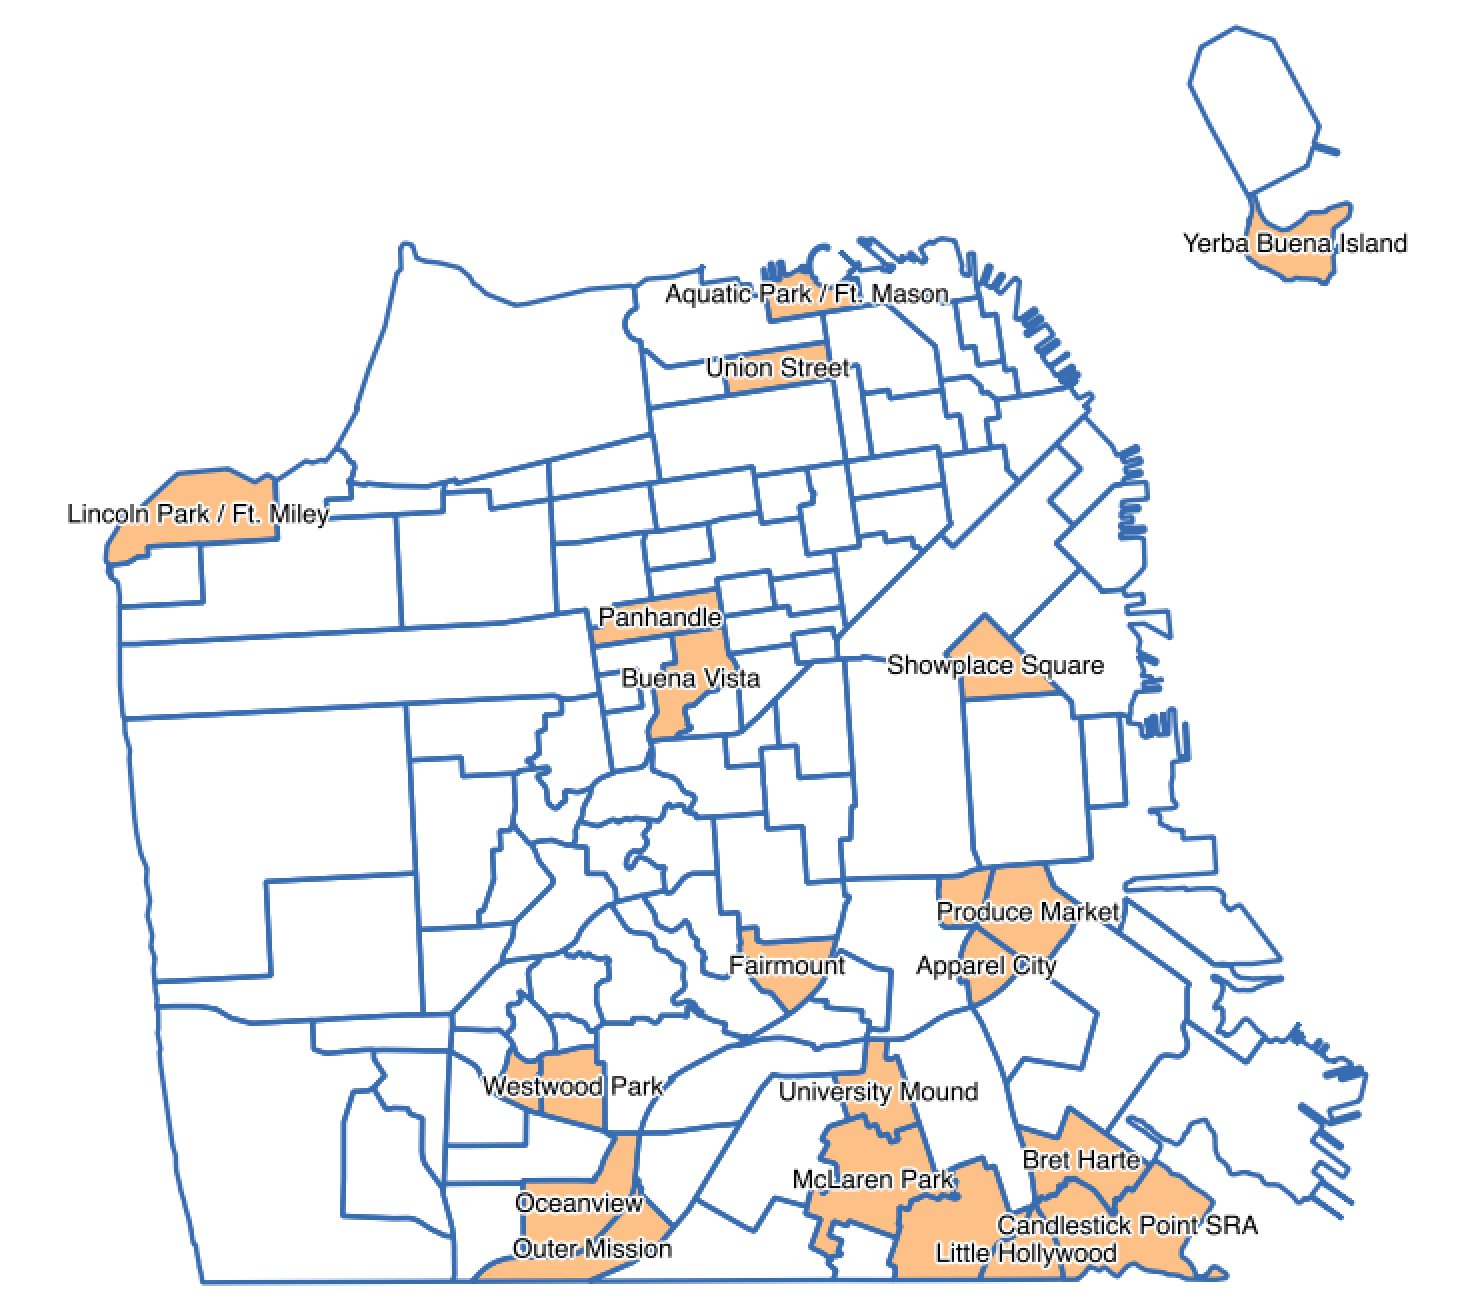 Yerba Buena Island
Aquatic Park / Ft. Mason
Union Street
Lincoln Park / Ft. Miley
Panhandle
Showplace Square
Buena Vista
Produce Market
Fairmount
Apparel City
Westwood Park
University Mound
Bret Harte
McLaren Park
Oceanview
Candlestick Point SRA
Outer Mission
Little Hollywood